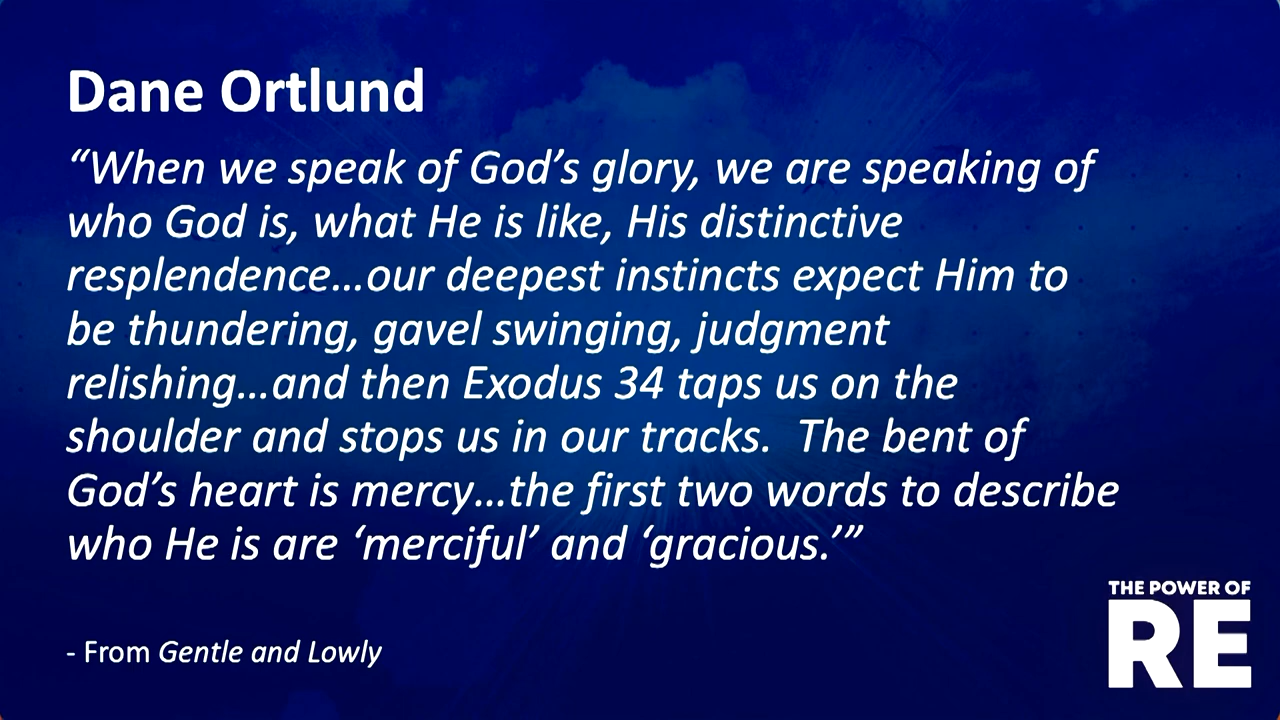 Dane Ortlund
“When we speak of God’s glory, we are speaking of
who God is, what He is like, His distinctive
resplendence…our deepest instincts expect Him to
be thundering, gavel swinging, judgment
relishing…and then Exodus 34 taps us on the
shoulder and stops us in our tracks.  The bent of
God’s heart is mercy…the first two words to describe
who He is are ‘merciful’ and ‘gracious.’”
- From Gentle and Lowly
THE POWER OF
RE